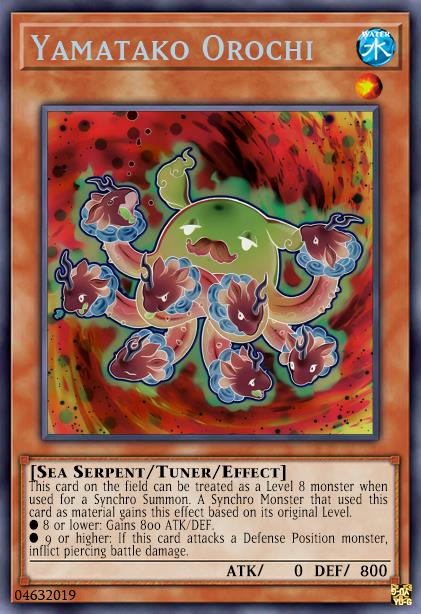 Yamatako Orochi
WATER
水
[Sea Serpent/Tuner/Effect]
This card on the field can be treated as a Level 8 monster when
used for a Synchro Summon. A Synchro Monster that used this
card as material gains this effect based on its original Level.
● 8 or lower: Gains 800 ATK/DEF.
● 9 or higher: If this card attacks a Defense Position monster,
inflict piercing battle damage.
ATK/ 0 DEF/ 800
04632019